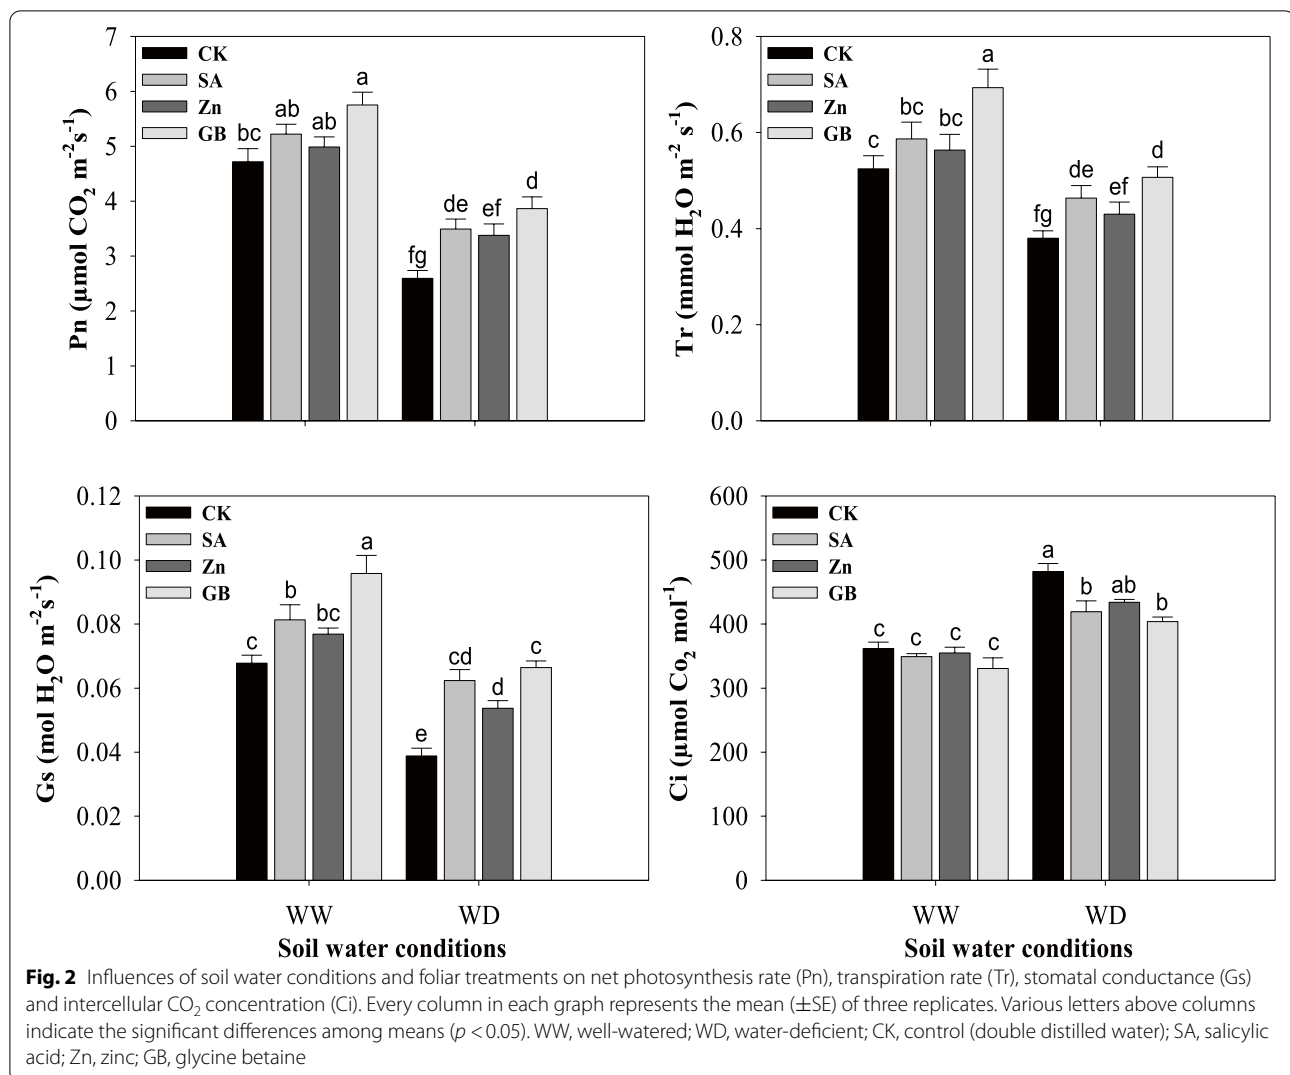 7
6
5
4
3
2
1
0
Pn (µmol CO₂ m⁻²s⁻¹)
CK
SA
Zn
GB
bc
ab
ab
a
fg
de
ef
d
0.8
0.6
0.4
0.2
0.0
Tr (mmol H₂O m⁻² s⁻¹)
CK
SA
Zn
GB
c
bc
bc
a
fg
de
ef
d
0.12
0.10
0.08
0.06
0.04
0.02
0.00
Gs (mol H₂O m⁻²s⁻¹)
CK
SA
Zn
GB
c
b
bc
a
e
cd
d
c
WW WD
Soil water conditions
600
500
400
300
200
100
0
Ci (µmol Co₂ mol⁻¹)
CK
SA
Zn
GB
c
c
c
c
a
b
ab
b
WW WD
Soil water conditions
Fig. 2 Influences of soil water conditions and foliar treatments on net photosynthesis rate (Pn), transpiration rate (Tr), stomatal conductance (Gs)
and intercellular CO₂ concentration (Ci). Every column in each graph represents the mean (±SE) of three replicates. Various letters above columns
indicate the significant differences among means (p < 0.05). WW, well-watered; WD, water-deficient; CK, control (double distilled water); SA, salicylic
acid; Zn, zinc; GB, glycine betaine